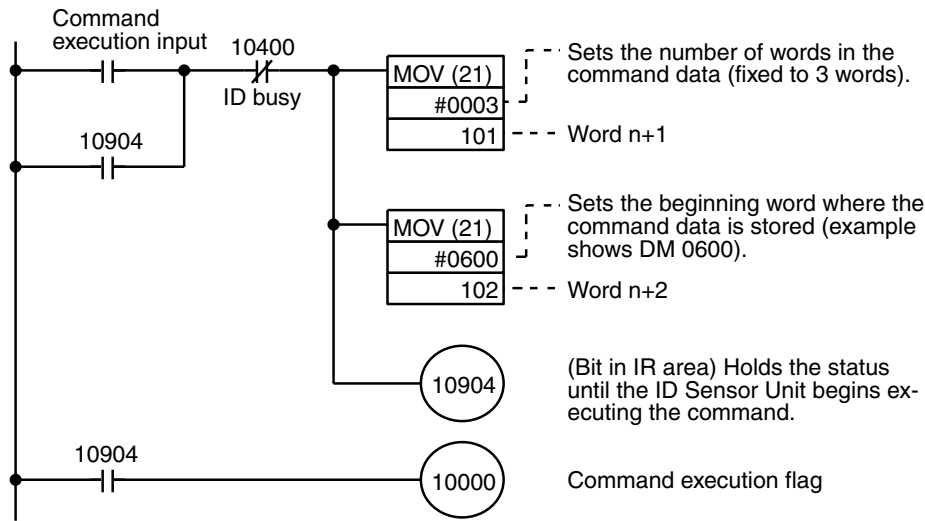 Command
execution input
10400
ID busy
MOV (21)
#0003
101
Sets the number of words in the
command data (fixed to 3 words).
Word n+1
10904
MOV (21)
#0600
102
Sets the beginning word where the
command data is stored (example
shows DM 0600).
Word n+2
10904
(Bit in IR area) Holds the status
until the ID Sensor Unit begins ex-
ecuting the command.
10904
10000
Command execution flag